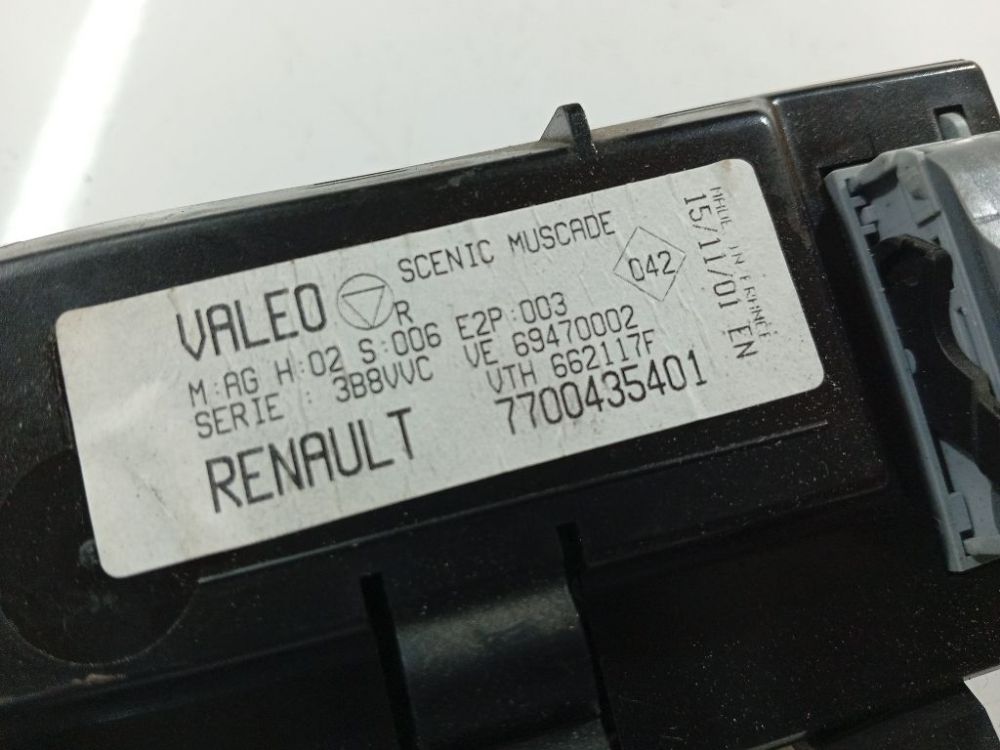 VALEO R SCENIC MUSCADE
M:AG H:02 S:006 E2P:003
SERIE : 3B8VVC VE 69470002
VTH 662117F
RENAULT 7700435401
042
MADE IN FRANCE
15/11/01 EN